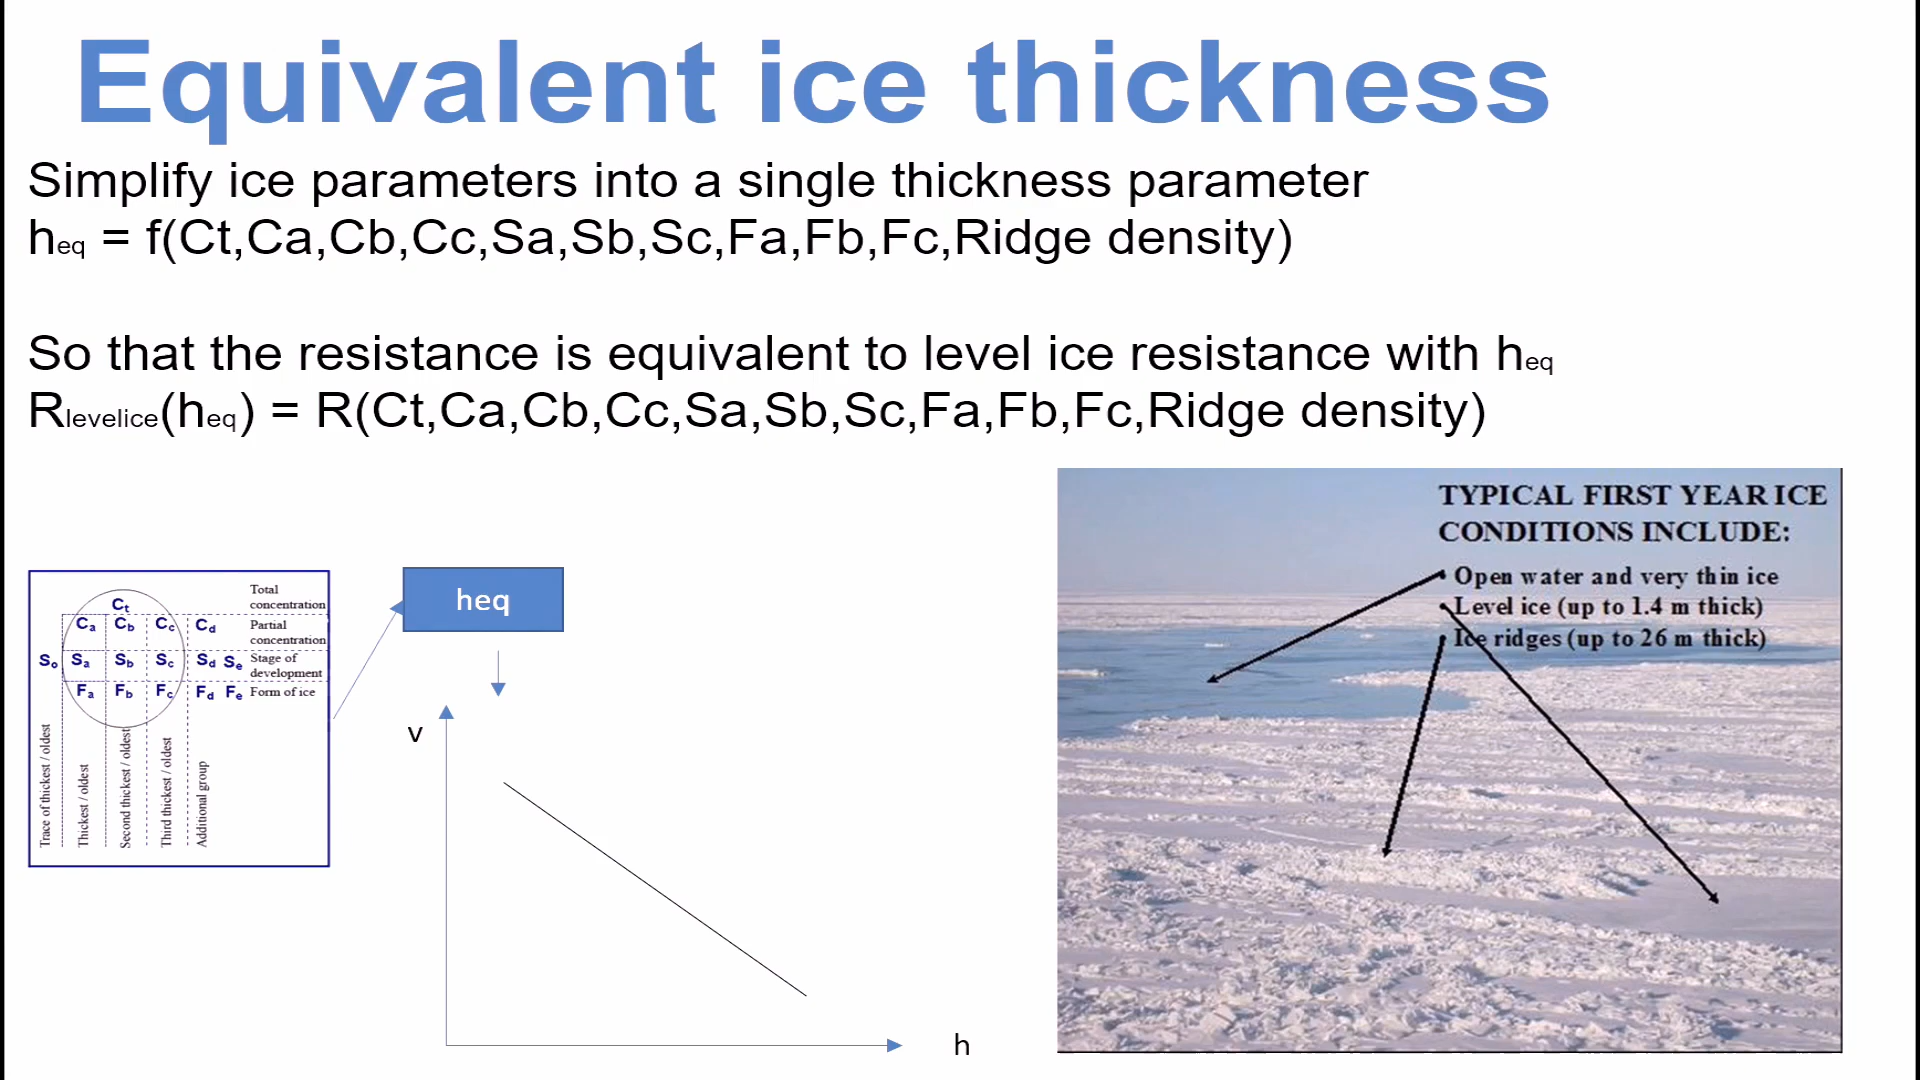 Equivalent ice thickness
Simplify ice parameters into a single thickness parameter
heq = f(Ct,Ca,Cb,Cc,Sa,Sb,Sc,Fa,Fb,Fc,Ridge density)
So that the resistance is equivalent to level ice resistance with heq
Rlevelice(heq) = R(Ct,Ca,Cb,Cc,Sa,Sb,Sc,Fa,Fb,Fc,Ridge density)
Ct Total
concentration
Ca Cb Cc Cd Partial
concentration
So Sa Sb Sc Sd Se Stage of
development
Fa Fb Fc Fd Fe Form of ice
Trace of thickest / oldest
Thickest / oldest
Second thickest / oldest
Third thickest / oldest
Additional group
heq
v
h
TYPICAL FIRST YEAR ICE
CONDITIONS INCLUDE:
Open water and very thin ice
Level ice (up to 1.4 m thick)
Ice ridges (up to 26 m thick)